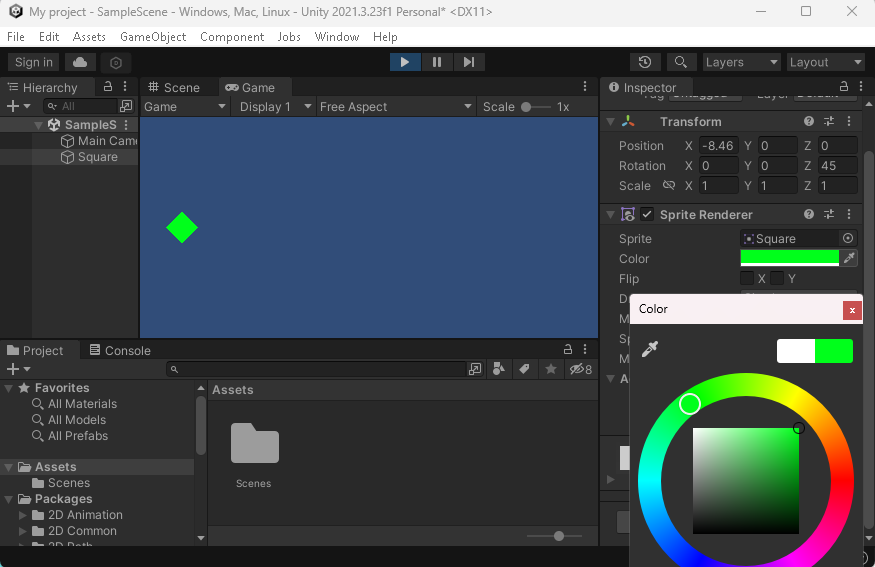 My project - SampleScene - Windows, Mac, Linux - Unity 2021.3.23f1 Personal* <DX11>
File Edit Assets GameObject Component Jobs Window Help
Sign in Layers Layout
Hierarchy
All
SampleS
Main Came
Square
Scene Game
Game Display 1 Free Aspect Scale 1x
Inspector
Transform
Position X -8.46 Y 0 Z 0
Rotation X 0 Y 0 Z 45
Scale X 1 Y 1 Z 1
Sprite Renderer
Sprite Square
Color
Flip X Y
D
M
Sp
M
A
Color
x
Project Console
8
Favorites
All Materials
All Models
All Prefabs
Assets
Scenes
Packages
2D Animation
2D Common
Assets
Scenes